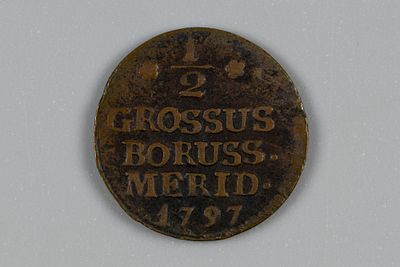 1/2
GROSSUS
BORUSS.
MERID.
1797